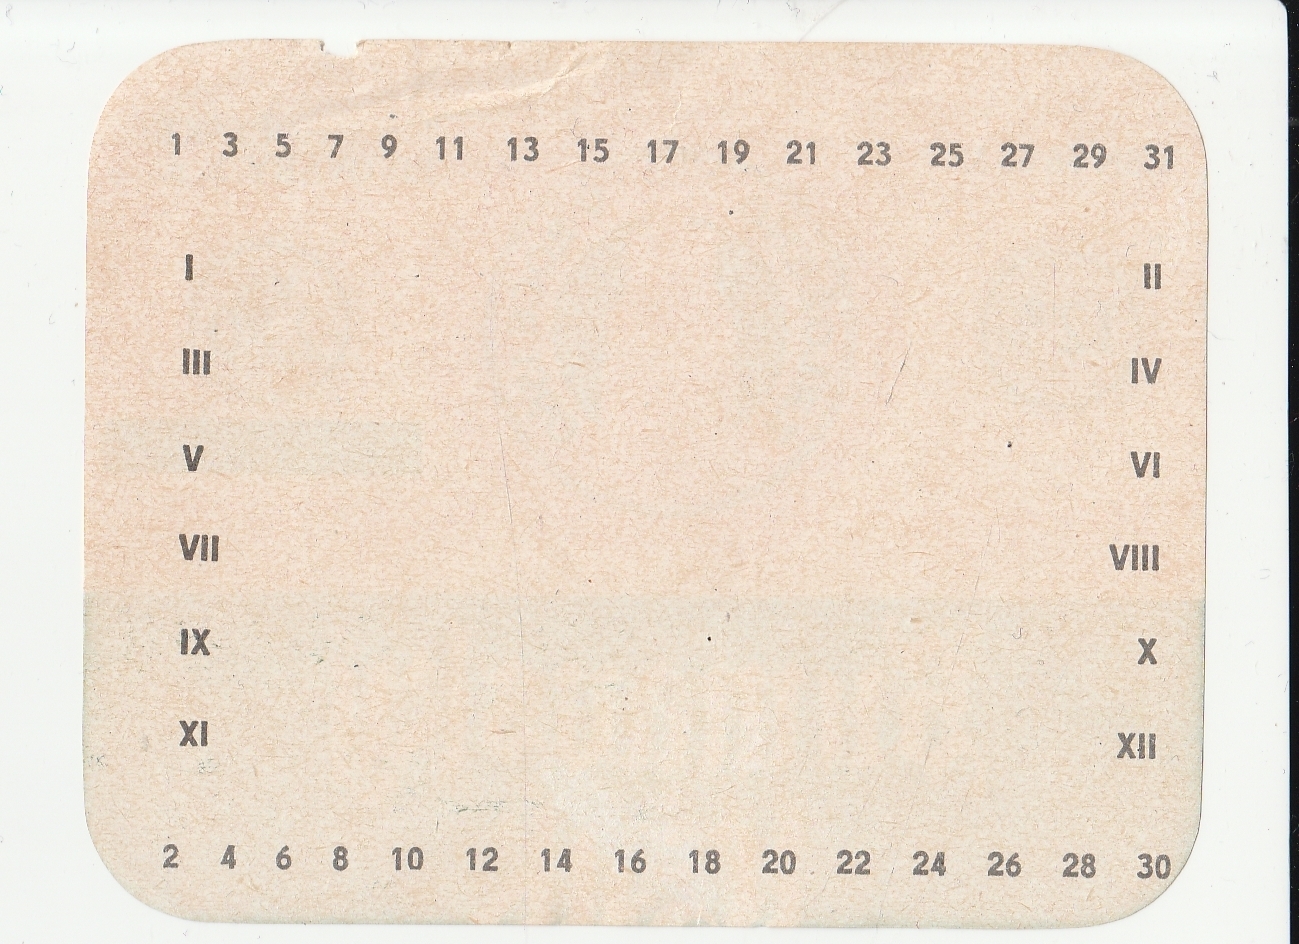 1 3 5 7 9 11 13 15 17 19 21 23 25 27 29 31
I II
III IV
V VI
VII VIII
IX X
XI XII
2 4 6 8 10 12 14 16 18 20 22 24 26 28 30